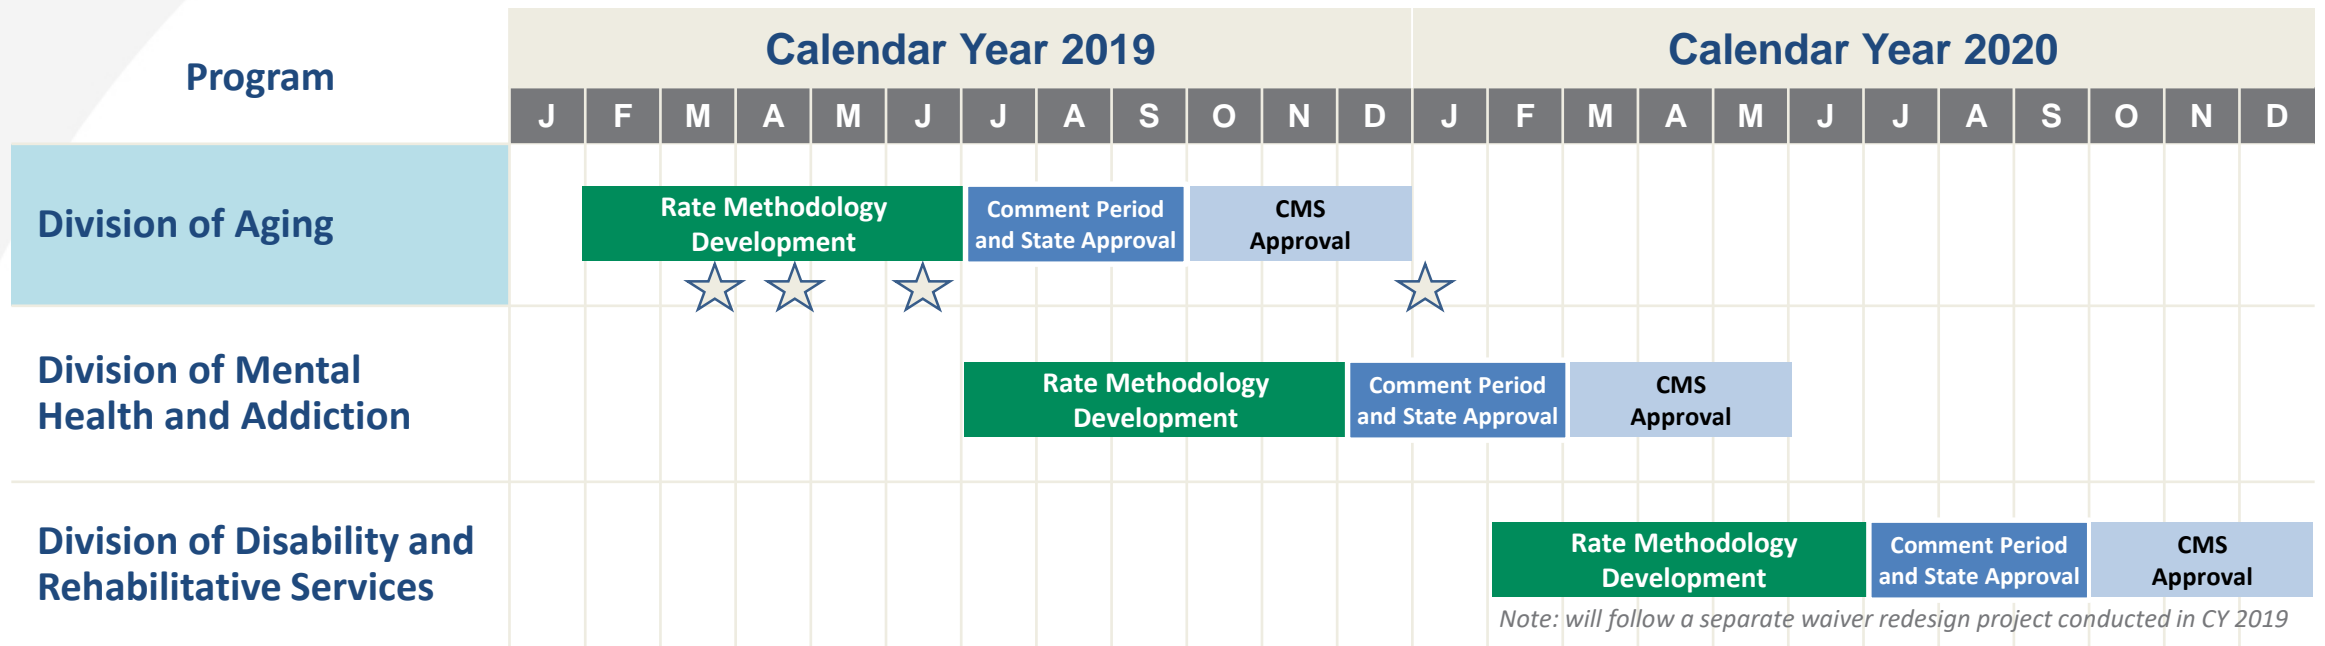 Program
Calendar Year 2019
Calendar Year 2020
J F M A M J J A S O N D J F M A M J J A S O N D
Division of Aging
Rate Methodology
Development
Comment Period
and State Approval
CMS
Approval
Division of Mental
Health and Addiction
Rate Methodology
Development
Comment Period
and State Approval
CMS
Approval
Division of Disability and
Rehabilitative Services
Rate Methodology
Development
Comment Period
and State Approval
CMS
Approval
Note: will follow a separate waiver redesign project conducted in CY 2019